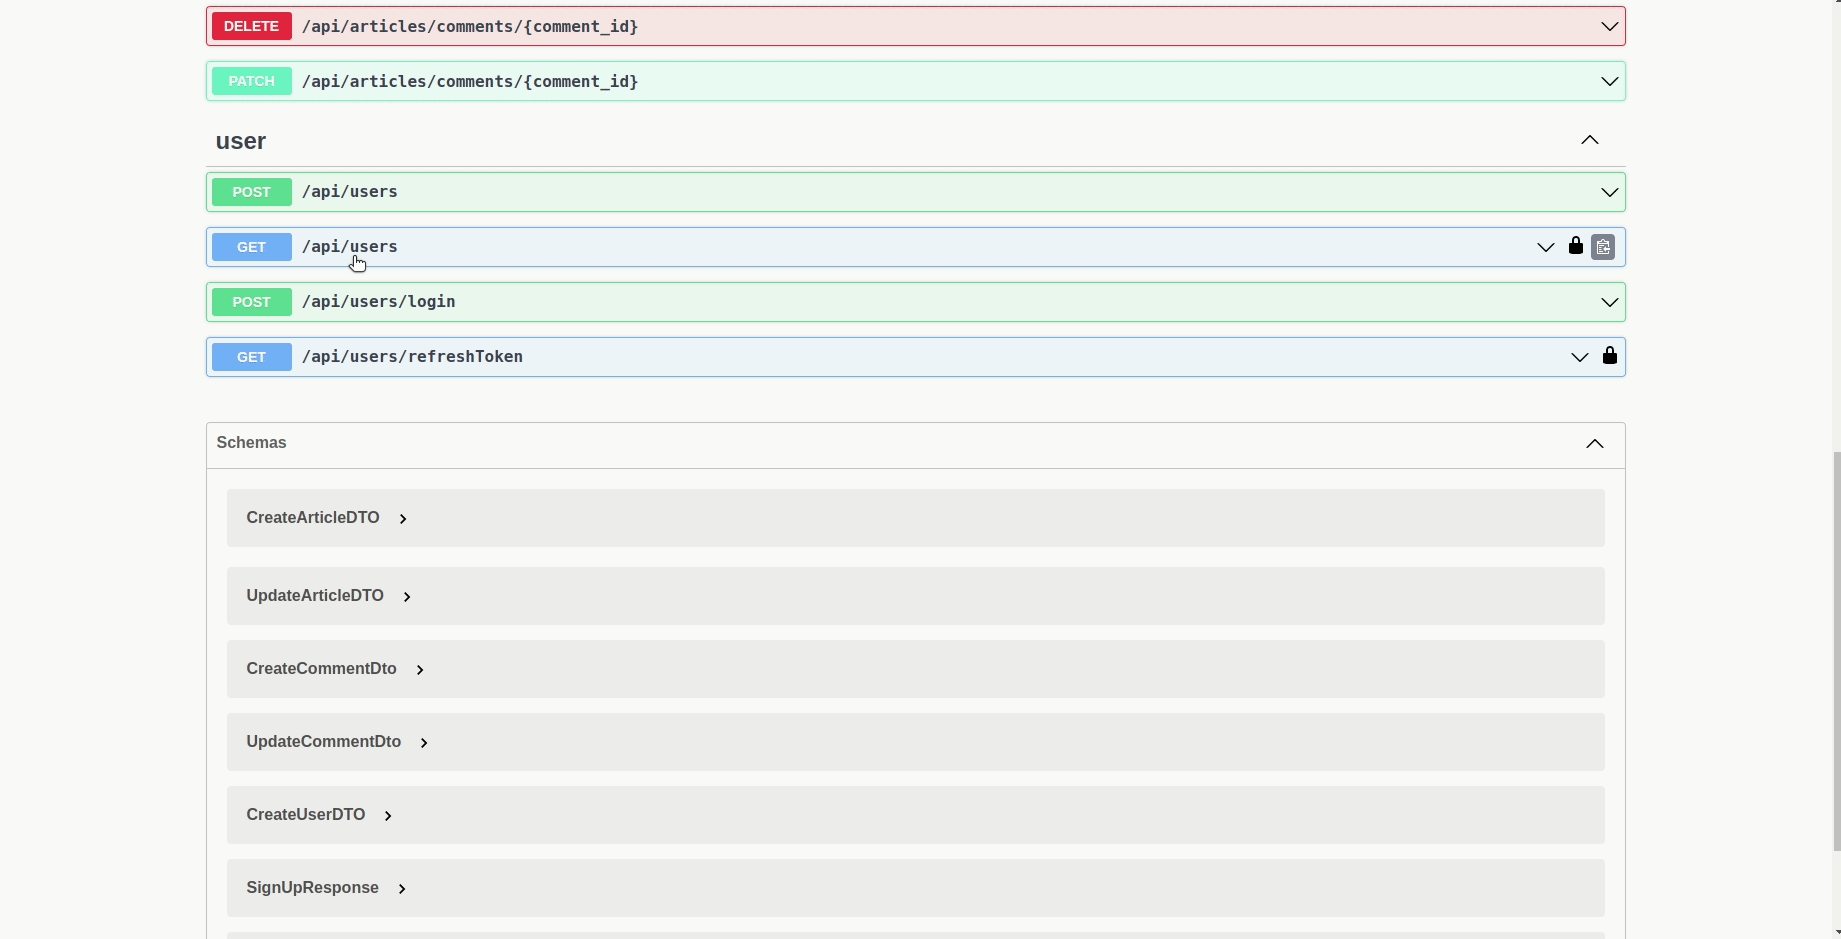 DELETE /api/articles/comments/{comment_id}
PATCH /api/articles/comments/{comment_id}
user
POST /api/users
GET /api/users
POST /api/users/login
GET /api/users/refreshToken
Schemas
CreateArticleDTO
UpdateArticleDTO
CreateCommentDto
UpdateCommentDto
CreateUserDTO
SignUpResponse